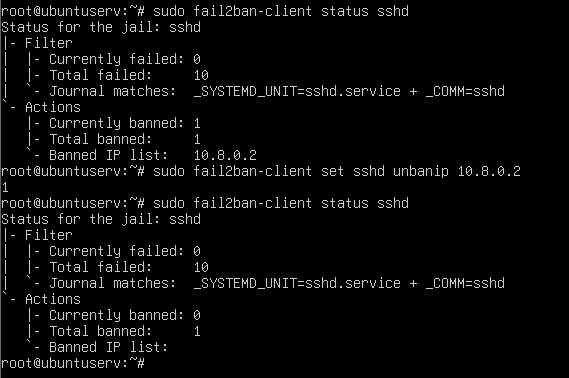 root@ubuntuserv:~# sudo fail2ban-client status sshd
Status for the jail: sshd
|- Filter
|  |- Currently failed: 0
|  |- Total failed:     10
|  `- Journal matches:  _SYSTEMD_UNIT=sshd.service + _COMM=sshd
`- Actions
   |- Currently banned: 1
   |- Total banned:     1
   `- Banned IP list:   10.8.0.2
root@ubuntuserv:~# sudo fail2ban-client set sshd unbanip 10.8.0.2
1
root@ubuntuserv:~# sudo fail2ban-client status sshd
Status for the jail: sshd
|- Filter
|  |- Currently failed: 0
|  |- Total failed:     10
|  `- Journal matches:  _SYSTEMD_UNIT=sshd.service + _COMM=sshd
`- Actions
   |- Currently banned: 0
   |- Total banned:     1
   `- Banned IP list:
root@ubuntuserv:~#